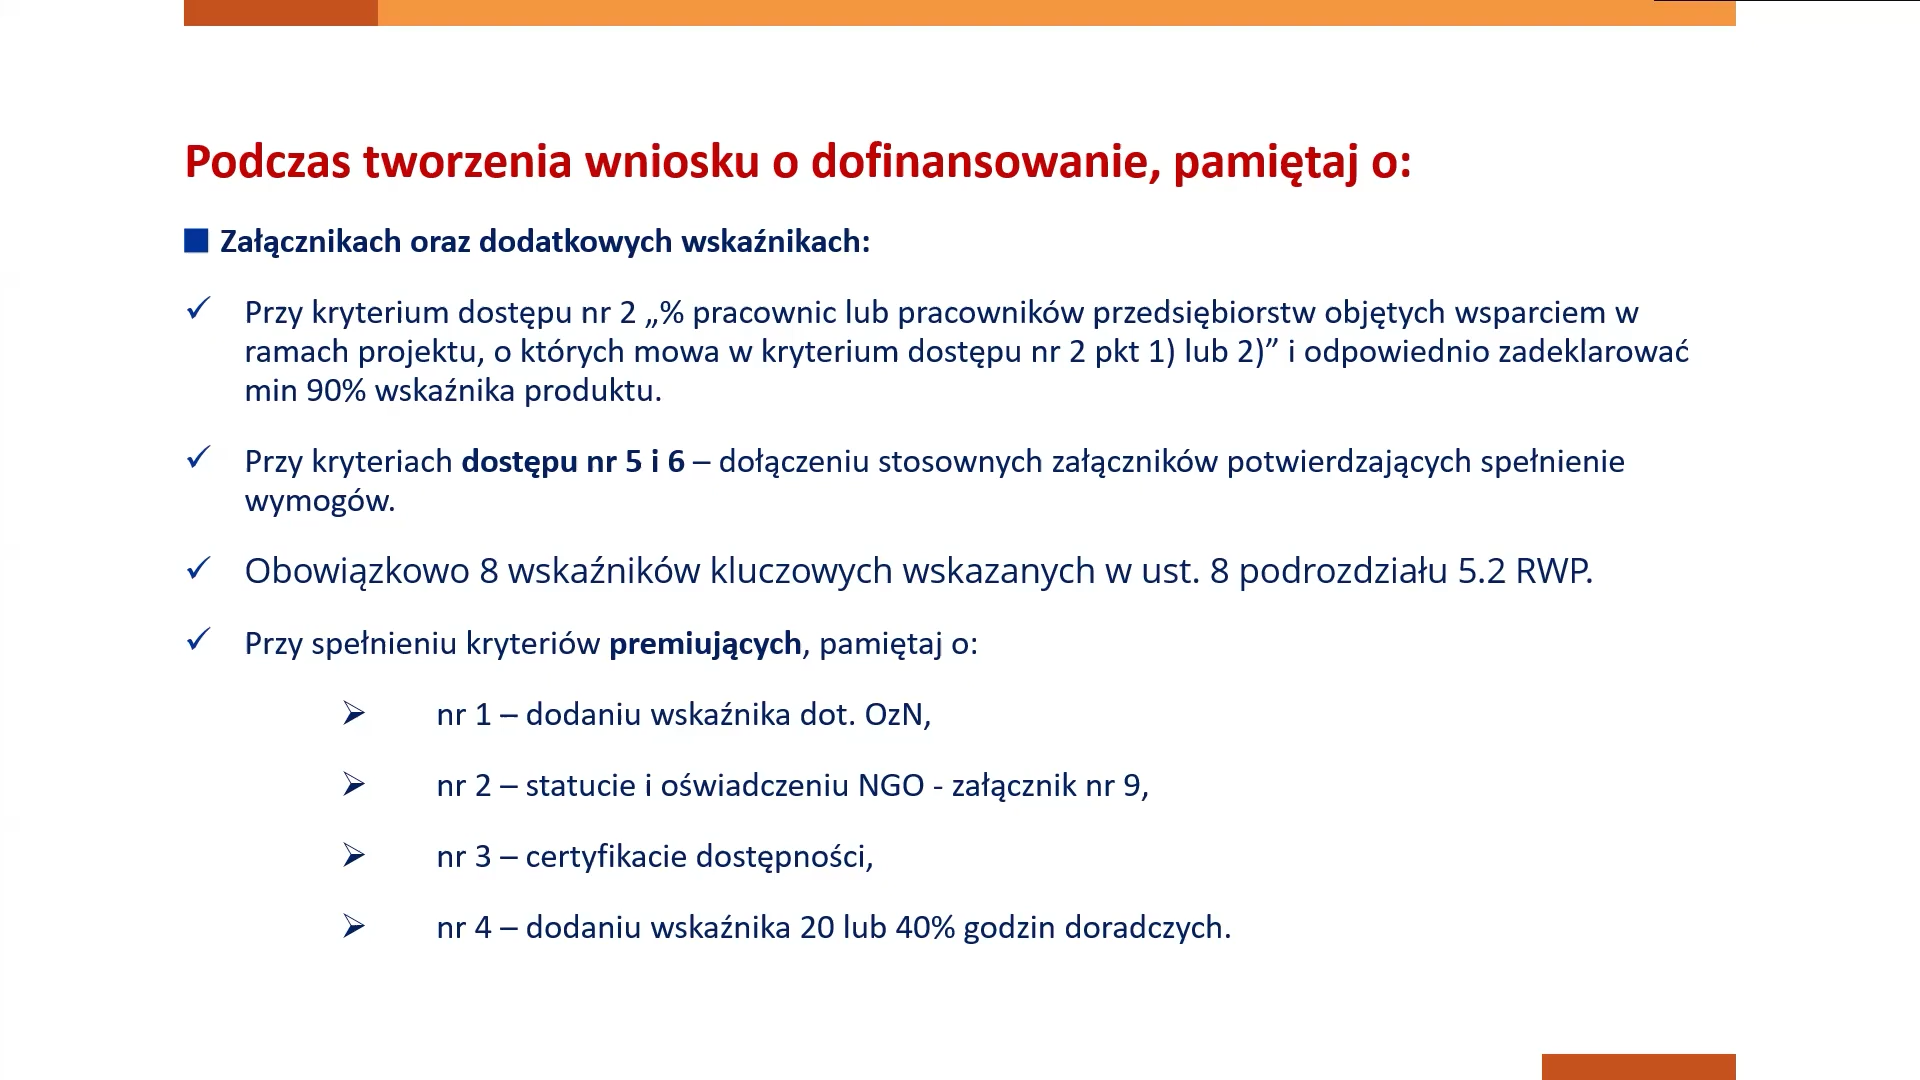 Podczas tworzenia wniosku o dofinansowanie, pamiętaj o:
Załącznikach oraz dodatkowych wskaźnikach:
Przy kryterium dostępu nr 2 „% pracownic lub pracowników przedsiębiorstw objętych wsparciem w
ramach projektu, o których mowa w kryterium dostępu nr 2 pkt 1) lub 2)” i odpowiednio zadeklarować
min 90% wskaźnika produktu.
Przy kryteriach dostępu nr 5 i 6 – dołączeniu stosownych załączników potwierdzających spełnienie
wymogów.
Obowiązkowo 8 wskaźników kluczowych wskazanych w ust. 8 podrozdziału 5.2 RWP.
Przy spełnieniu kryteriów premiujących, pamiętaj o:
nr 1 – dodaniu wskaźnika dot. OzN,
nr 2 – statucie i oświadczeniu NGO - załącznik nr 9,
nr 3 – certyfikacie dostępności,
nr 4 – dodaniu wskaźnika 20 lub 40% godzin doradczych.